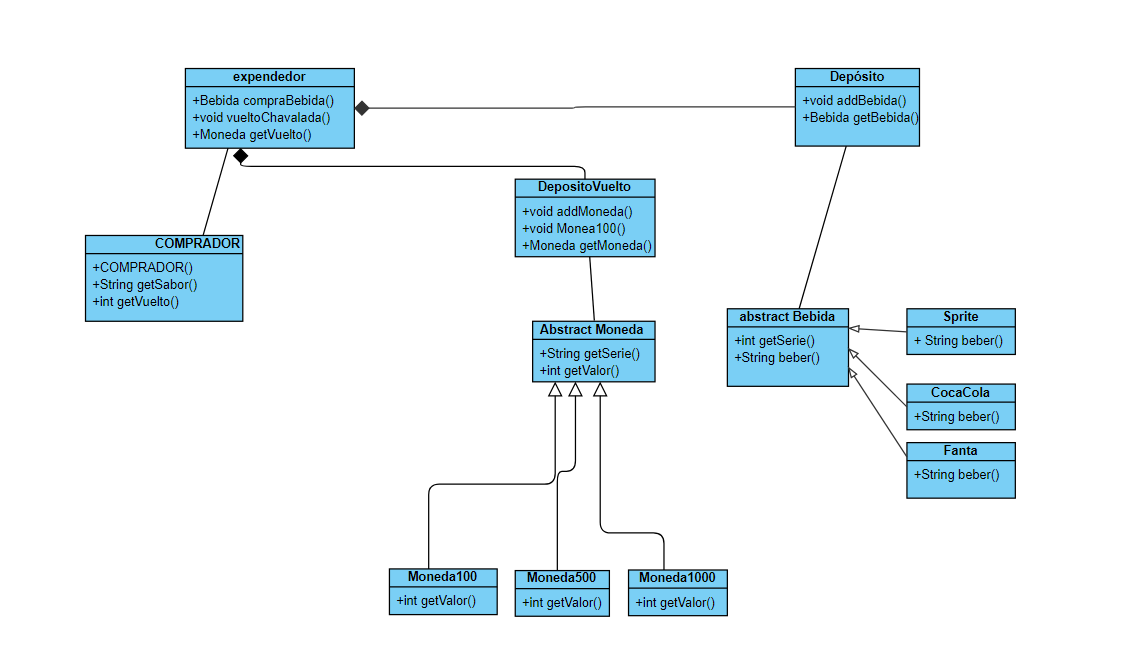 expendedor
+Bebida compraBebida()
+void vueltoChavalada()
+Moneda getVuelto()
Depósito
+void addBebida()
+Bebida getBebida()
DepositoVuelto
+void addMoneda()
+void Monea100()
+Moneda getMoneda()
COMPRADOR
+COMPRADOR()
+String getSabor()
+int getVuelto()
Abstract Moneda
+String getSerie()
+int getValor()
abstract Bebida
+int getSerie()
+String beber()
Sprite
+ String beber()
CocaCola
+String beber()
Fanta
+String beber()
Moneda100
+int getValor()
Moneda500
+int getValor()
Moneda1000
+int getValor()